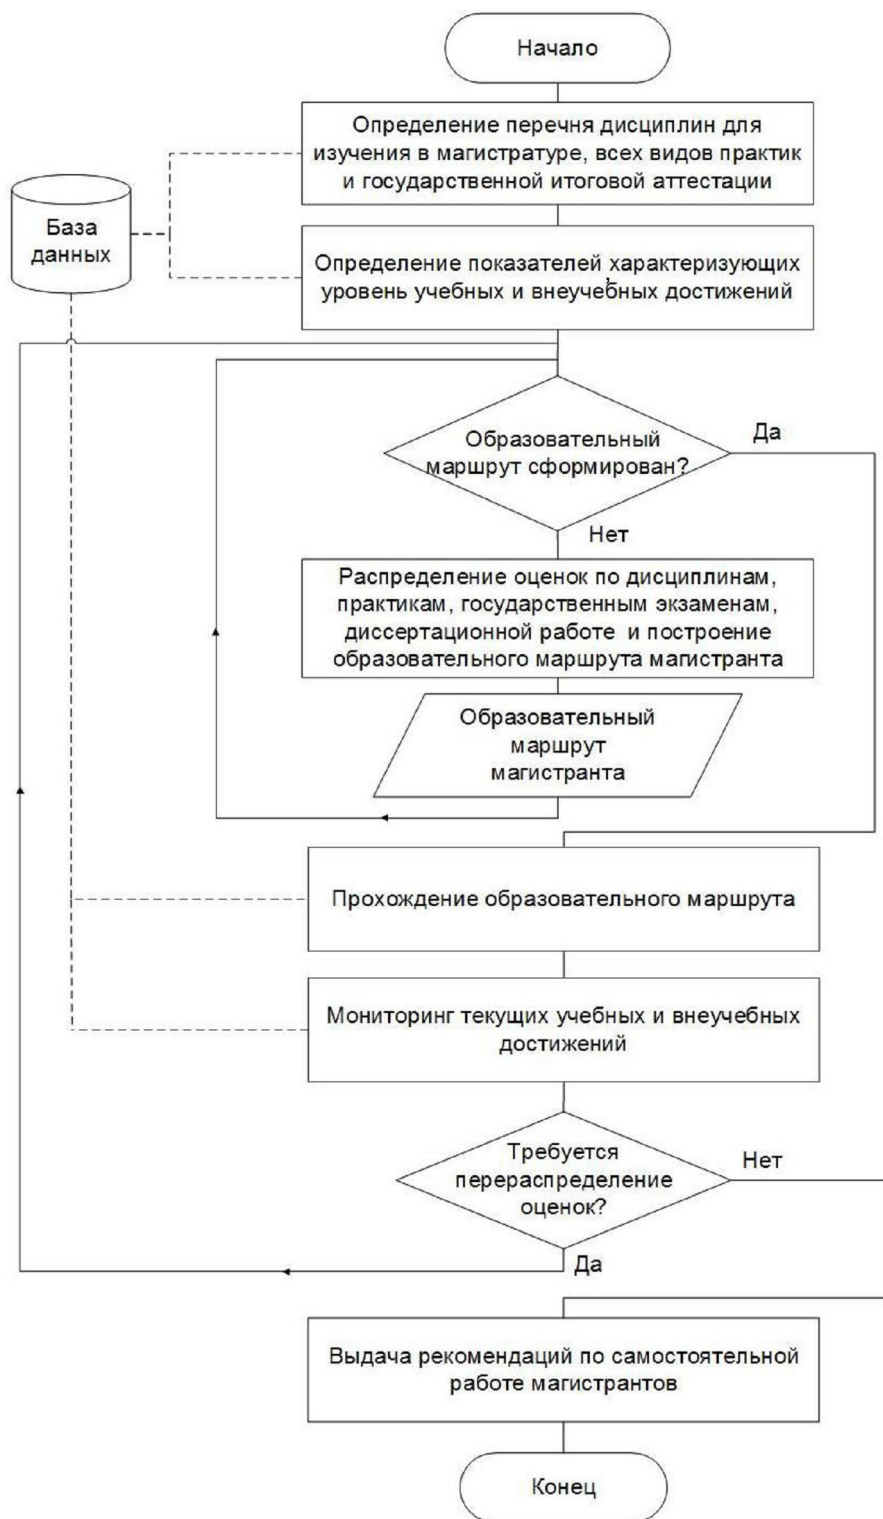 Начало
Определение перечня дисциплин для
изучения в магистратуре, всех видов практик
и государственной итоговой аттестации
База
данных
Определение показателей, характеризующих
уровень учебных и внеучебных достижений
Образовательный
маршрут сформирован?
Да
Нет
Распределение оценок по дисциплинам,
практикам, государственным экзаменам,
диссертационной работе и построение
образовательного маршрута магистранта
Образовательный
маршрут
магистранта
Прохождение образовательного маршрута
Мониторинг текущих учебных и внеучебных
достижений
Требуется
перераспределение
оценок?
Нет
Да
Выдача рекомендаций по самостоятельной
работе магистрантов
Конец